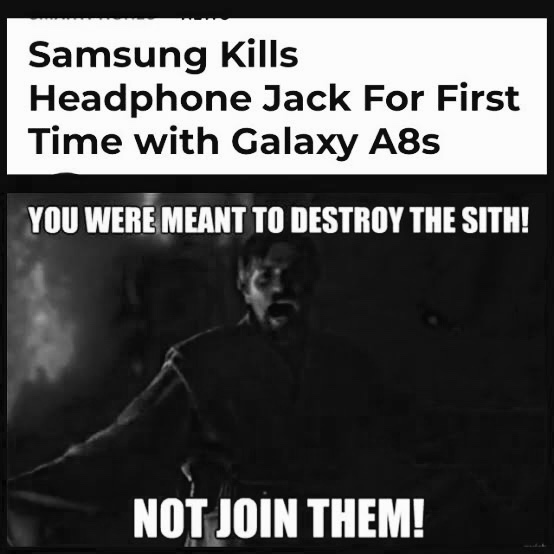 Samsung Kills
Headphone Jack For First
Time with Galaxy A8s
YOU WERE MEANT TO DESTROY THE SITH!
NOT JOIN THEM!